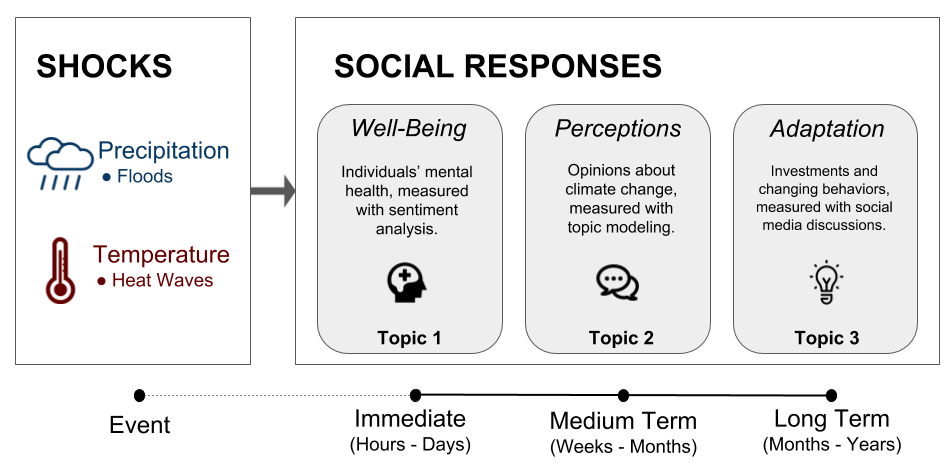 SHOCKS
Precipitation
● Floods
Temperature
● Heat Waves
SOCIAL RESPONSES
Well-Being
Individuals’ mental
health, measured
with sentiment
analysis.
Topic 1
Perceptions
Opinions about
climate change,
measured with
topic modeling.
Topic 2
Adaptation
Investments and
changing behaviors,
measured with social
media discussions.
Topic 3
Event
Immediate
(Hours - Days)
Medium Term
(Weeks - Months)
Long Term
(Months - Years)